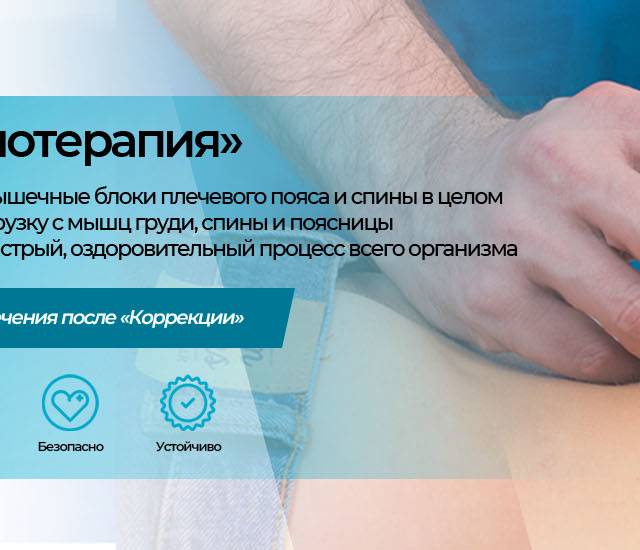 нотерапия»
ышечные блоки плечевого пояса и спины в целом
рузку с мышц груди, спины и поясницы
стрый, оздоровительный процесс всего организма
чения после «Коррекции»
Безопасно
Устойчиво